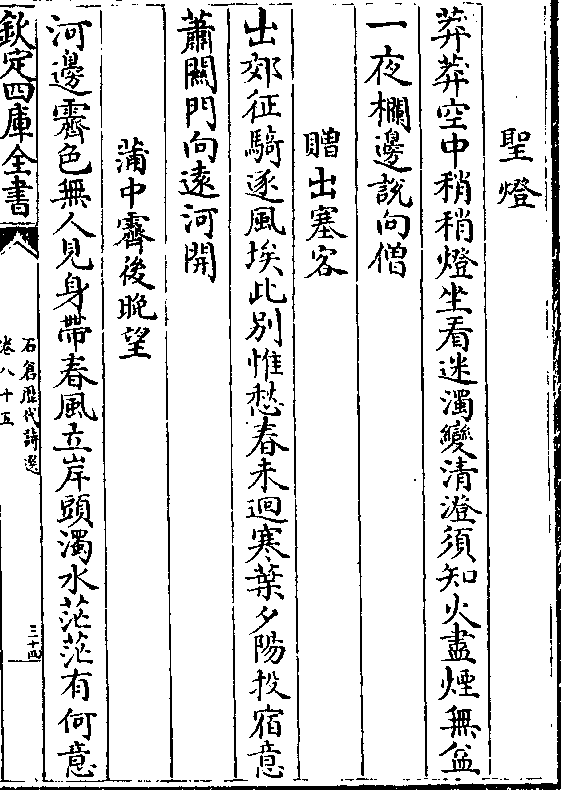 聖燈
莽莽空中稍稍燈坐看迷濁變清澄須知火盡煙無盆
一夜欄邊説向僧
贈出塞客
出郊征騎逐風埃此别惟愁春未迴寒葉夕陽投宿意
蕭關門向逺河開
蒲中霽後晚望
河邊霽色無人見身帶春風立岸頭濁水茫茫有何意
欽定四庫全書
石倉歴代詩選
卷八十五
三十四